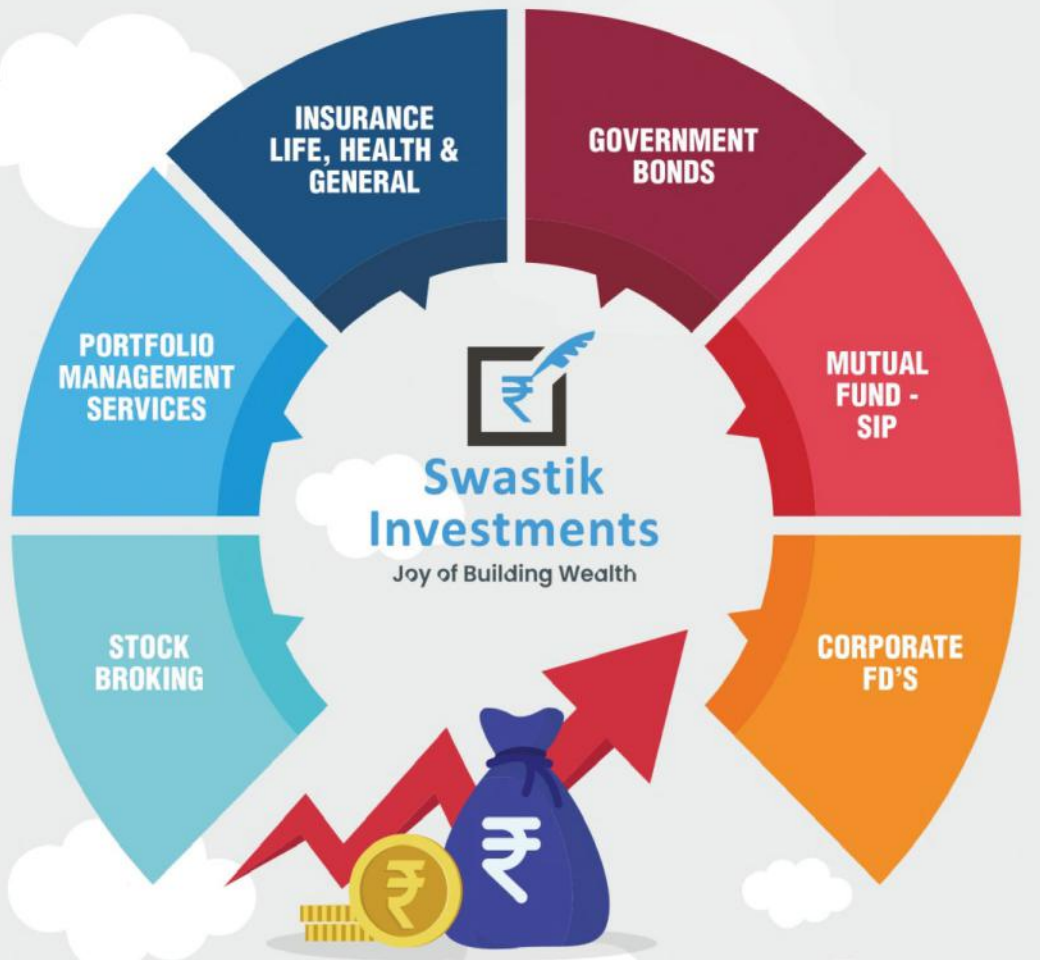 INSURANCE
LIFE, HEALTH &
GENERAL
GOVERNMENT
BONDS
PORTFOLIO
MANAGEMENT
SERVICES
MUTUAL
FUND -
SIP
₹
Swastik
Investments
Joy of Building Wealth
STOCK
BROKING
CORPORATE
FD'S
₹
₹